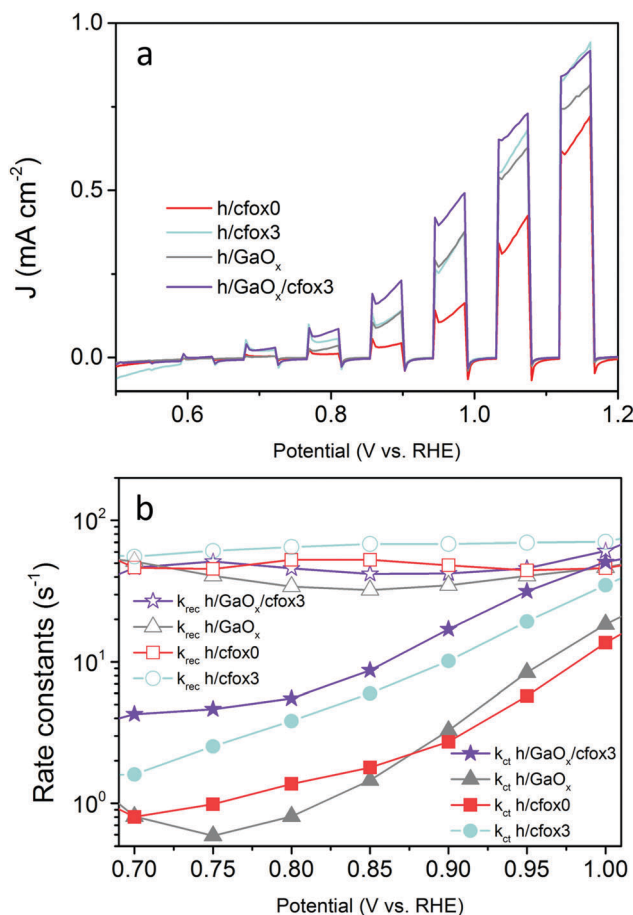 a
1.0
0.5
0.0
J (mA cm⁻²)
h/cfox0
h/cfox3
h/GaOₓ
h/GaOₓ/cfox3
0.6 0.8 1.0 1.2
Potential (V vs. RHE)
b
10²
10¹
10⁰
Rate constants (s⁻¹)
k_rec h/GaOₓ/cfox3
k_rec h/GaOₓ
k_rec h/cfox0
k_rec h/cfox3
k_ct h/GaOₓ/cfox3
k_ct h/GaOₓ
k_ct h/cfox0
k_ct h/cfox3
0.70 0.75 0.80 0.85 0.90 0.95 1.00
Potential (V vs. RHE)